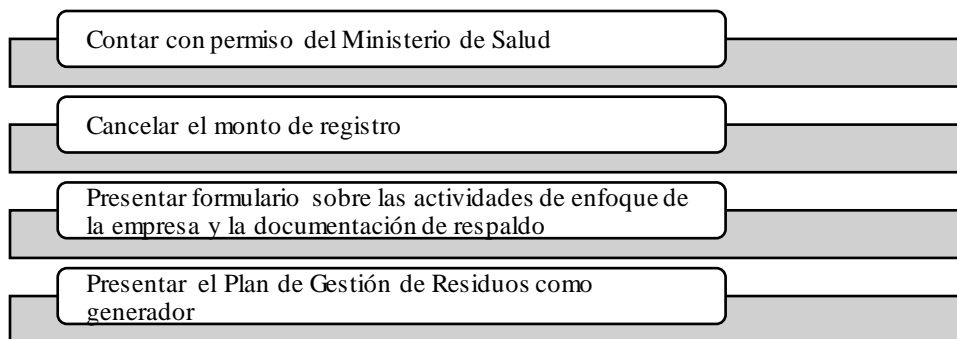 Contar con permiso del Ministerio de Salud
Cancelar el monto de registro
Presentar formulario sobre las actividades de enfoque de
la empresa y la documentación de respaldo
Presentar el Plan de Gestión de Residuos como
generador